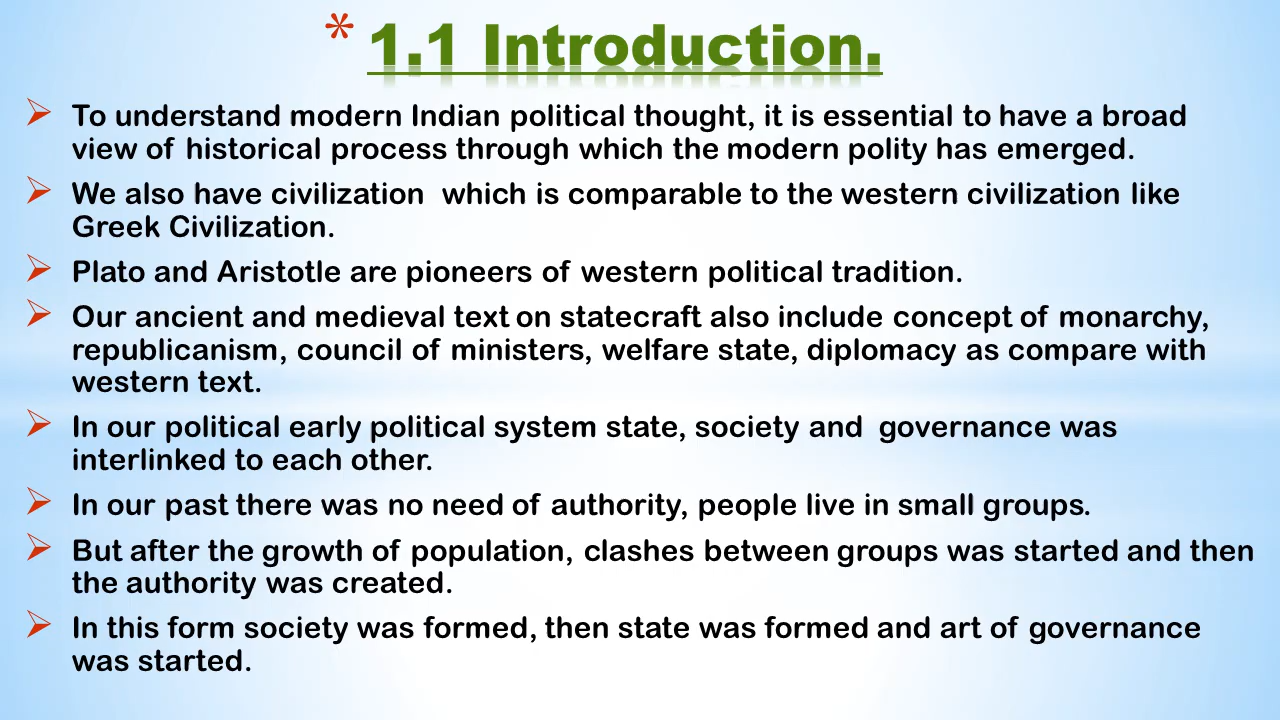 * 1.1 Introduction.
➢ To understand modern Indian political thought, it is essential to have a broad
view of historical process through which the modern polity has emerged.
➢ We also have civilization  which is comparable to the western civilization like
Greek Civilization.
➢ Plato and Aristotle are pioneers of western political tradition.
➢ Our ancient and medieval text on statecraft also include concept of monarchy,
republicanism, council of ministers, welfare state, diplomacy as compare with
western text.
➢ In our political early political system state, society and  governance was
interlinked to each other.
➢ In our past there was no need of authority, people live in small groups.
➢ But after the growth of population, clashes between groups was started and then
the authority was created.
➢ In this form society was formed, then state was formed and art of governance
was started.